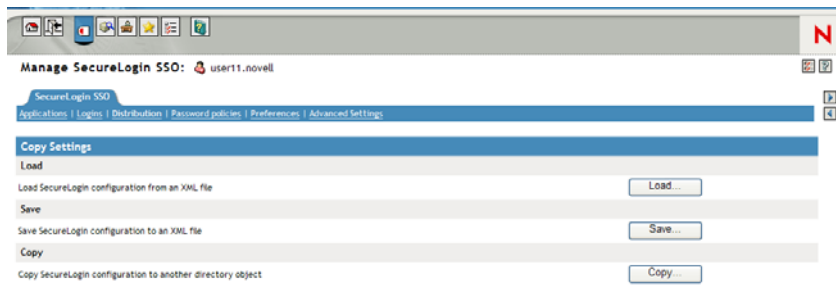 N
Manage SecureLogin SSO: user11.novell
SecureLogin SSO
Applications | Logins | Distribution | Password policies | Preferences | Advanced Settings
Copy Settings
Load
Load SecureLogin configuration from an XML file Load...
Save
Save SecureLogin configuration to an XML file Save...
Copy
Copy SecureLogin configuration to another directory object Copy...